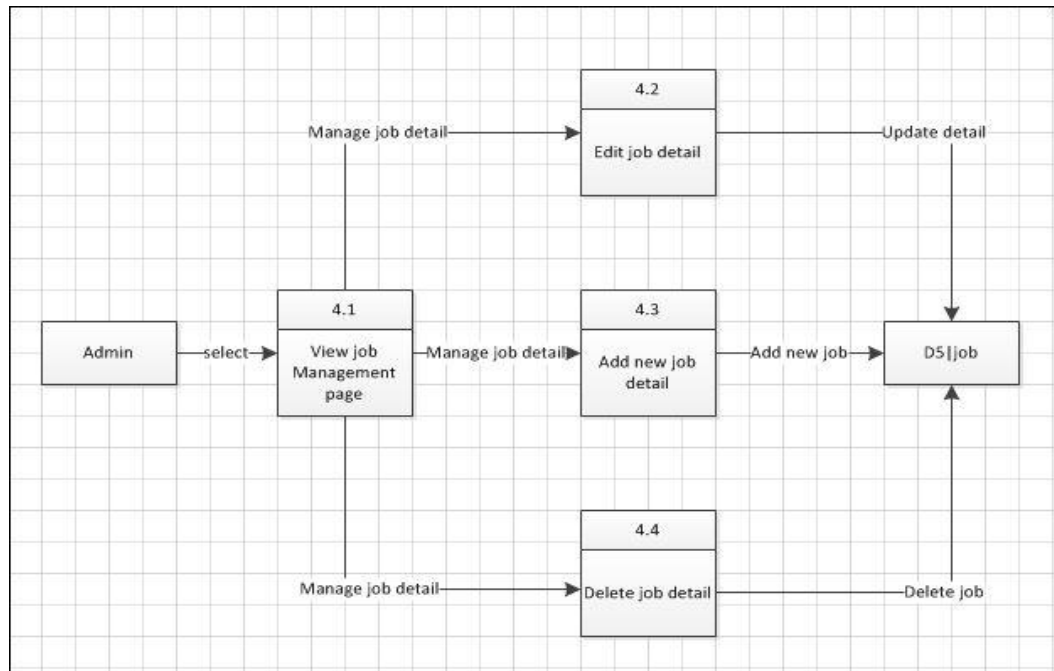 4.2
Manage job detail
Edit job detail
Update detail
4.1
4.3
Admin
select
View job
Management
page
Manage job detail
Add new job
detail
Add new job
D5|job
4.4
Manage job detail
Delete job detail
Delete job